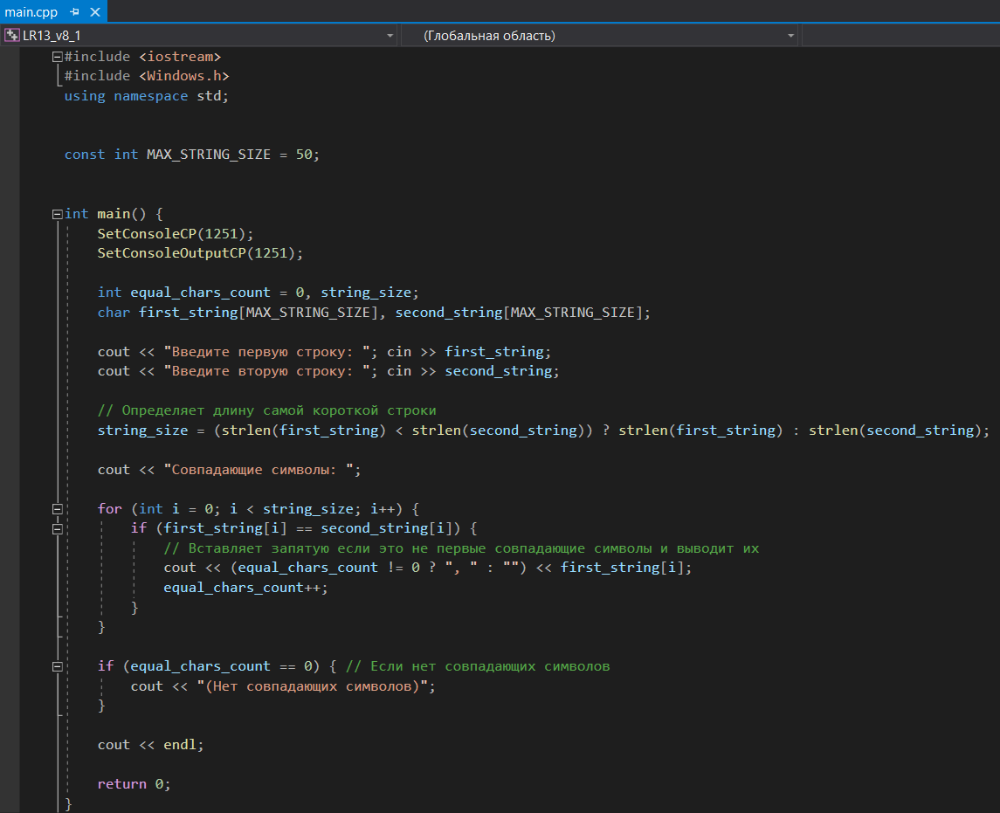 main.cpp
LR13_v8_1 (Глобальная область)
#include <iostream>
#include <Windows.h>
using namespace std;
const int MAX_STRING_SIZE = 50;
int main() {
SetConsoleCP(1251);
SetConsoleOutputCP(1251);
int equal_chars_count = 0, string_size;
char first_string[MAX_STRING_SIZE], second_string[MAX_STRING_SIZE];
cout << "Введите первую строку: "; cin >> first_string;
cout << "Введите вторую строку: "; cin >> second_string;
// Определяет длину самой короткой строки
string_size = (strlen(first_string) < strlen(second_string)) ? strlen(first_string) : strlen(second_string);
cout << "Совпадающие символы: ";
for (int i = 0; i < string_size; i++) {
if (first_string[i] == second_string[i]) {
// Вставляет запятую если это не первые совпадающие символы и выводит их
cout << (equal_chars_count != 0 ? ", " : "") << first_string[i];
equal_chars_count++;
}
}
if (equal_chars_count == 0) { // Если нет совпадающих символов
cout << "(Нет совпадающих символов)";
}
cout << endl;
return 0;
}